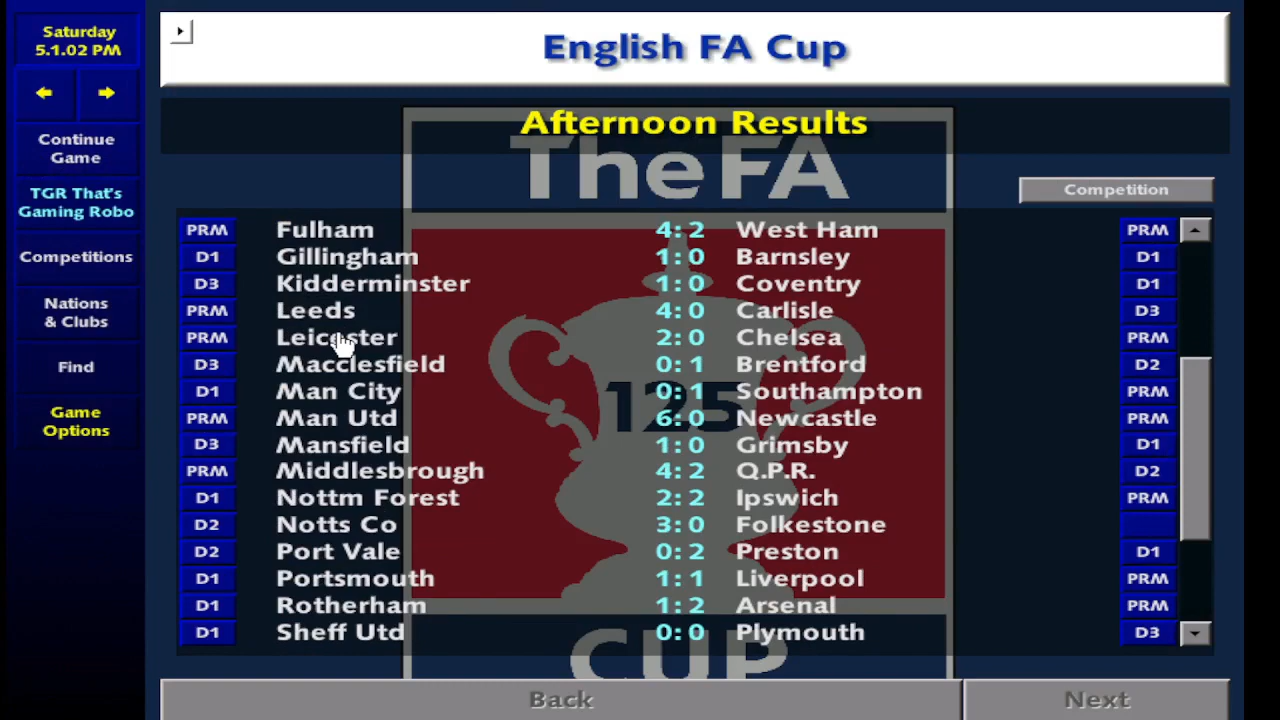 Saturday
5.1.02 PM
Continue
Game
TGR That's
Gaming Robo
Competitions
Nations
& Clubs
Find
Game
Options
English FA Cup
Afternoon Results
The FA
Competition
PRM Fulham 4:2 West Ham PRM
D1 Gillingham 1:0 Barnsley D1
D3 Kidderminster 1:0 Coventry D1
PRM Leeds 4:0 Carlisle D3
PRM Leicester 2:0 Chelsea PRM
D3 Macclesfield 0:1 Brentford D2
D1 Man City 0:1 Southampton PRM
125
PRM Man Utd 6:0 Newcastle PRM
D3 Mansfield 1:0 Grimsby D1
PRM Middlesbrough 4:2 Q.P.R. D2
D1 Nottm Forest 2:2 Ipswich PRM
D2 Notts Co 3:0 Folkestone
D2 Port Vale 0:2 Preston D1
D1 Portsmouth 1:1 Liverpool PRM
D1 Rotherham 1:2 Arsenal PRM
D1 Sheff Utd 0:0 Plymouth D3
CUP
Back
Next